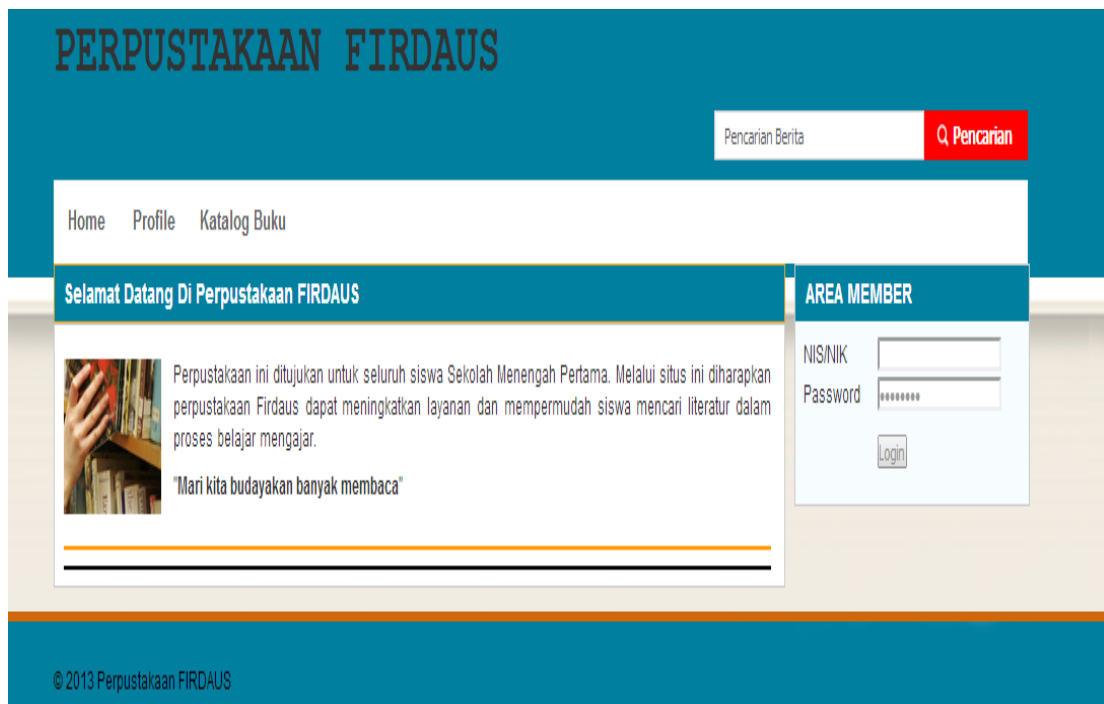 PERPUSTAKAAN FIRDAUS
Pencarian Berita
Pencarian
Home Profile Katalog Buku
Selamat Datang Di Perpustakaan FIRDAUS
Perpustakaan ini ditujukan untuk seluruh siswa Sekolah Menengah Pertama. Melalui situs ini diharapkan
perpustakaan Firdaus dapat meningkatkan layanan dan mempermudah siswa mencari literatur dalam
proses belajar mengajar.
"Mari kita budayakan banyak membaca"
AREA MEMBER
NIS/NIK
Password
Login
© 2013 Perpustakaan FIRDAUS